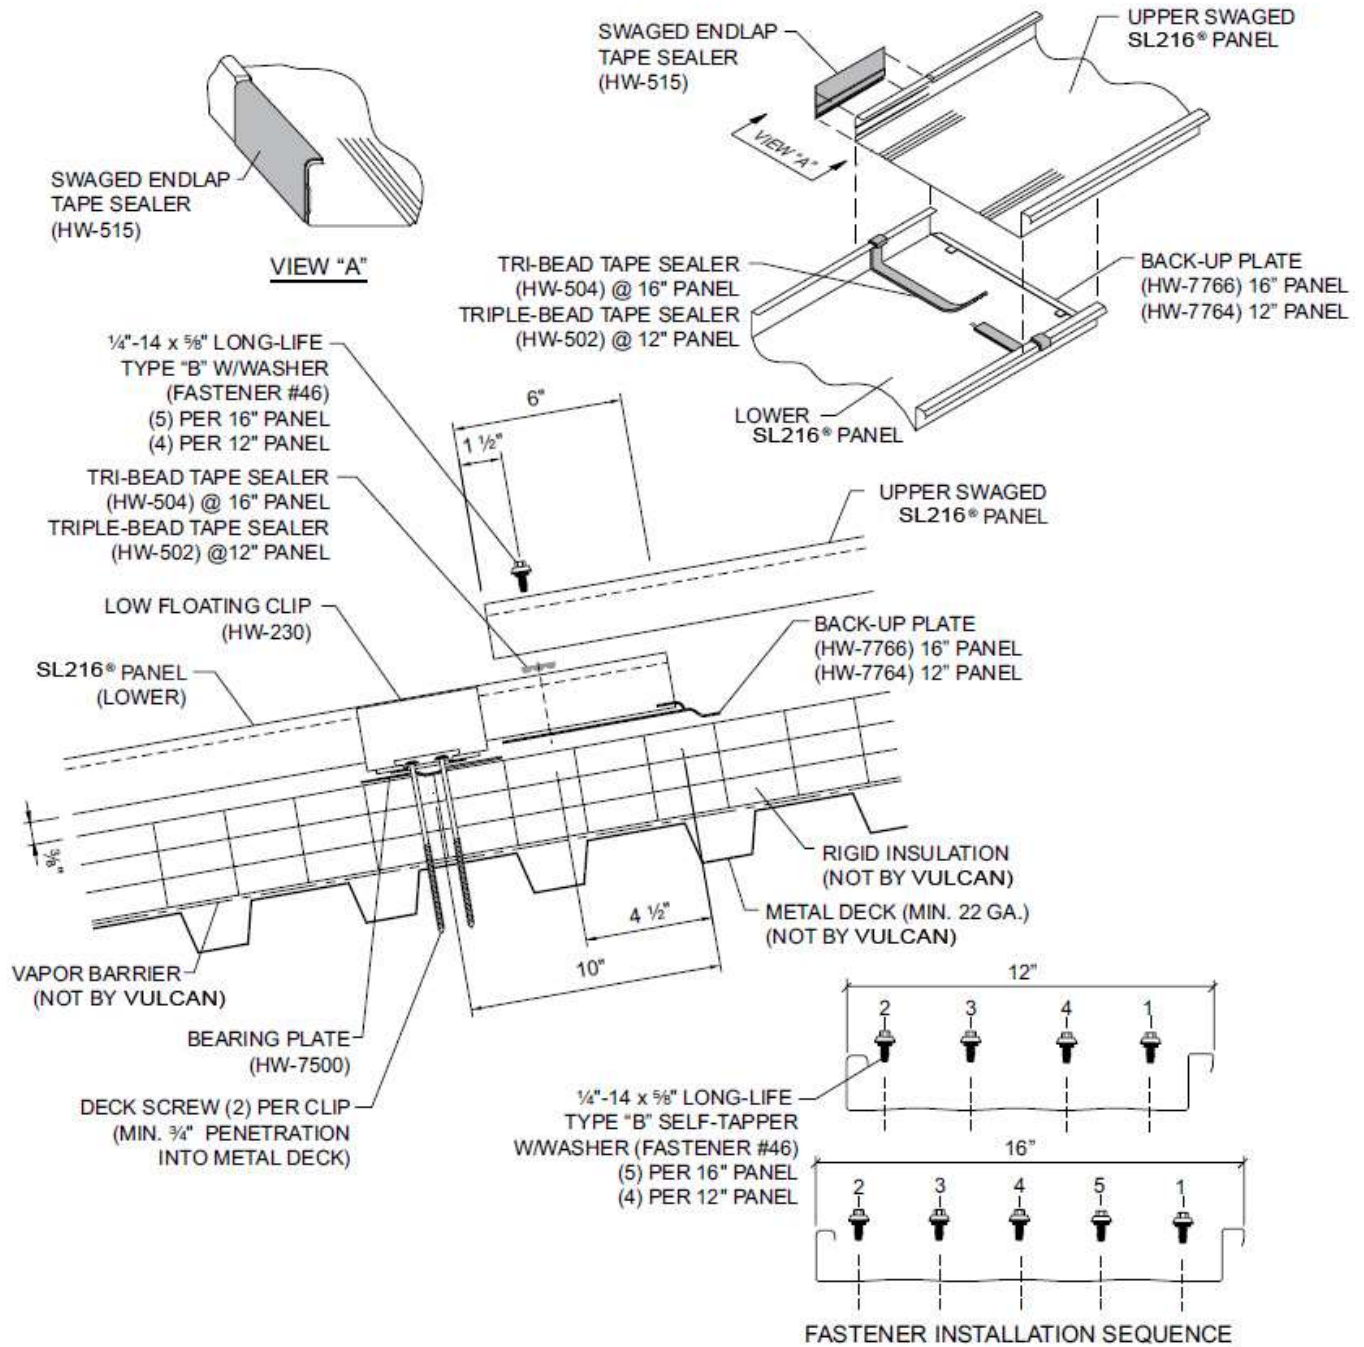 SWAGED ENDLAP
TAPE SEALER
(HW-515)
VIEW “A”
SWAGED ENDLAP
TAPE SEALER
(HW-515)
UPPER SWAGED
SL216® PANEL
VIEW “A”
TRI-BEAD TAPE SEALER
(HW-504) @ 16" PANEL
TRIPLE-BEAD TAPE SEALER
(HW-502) @ 12" PANEL
BACK-UP PLATE
(HW-7766) 16” PANEL
(HW-7764) 12” PANEL
LOWER
SL216® PANEL
¼"-14 x ⅝" LONG-LIFE
TYPE “B” W/WASHER
(FASTENER #46)
(5) PER 16" PANEL
(4) PER 12" PANEL
6"
1 ½"
TRI-BEAD TAPE SEALER
(HW-504) @ 16" PANEL
TRIPLE-BEAD TAPE SEALER
(HW-502) @12" PANEL
UPPER SWAGED
SL216® PANEL
LOW FLOATING CLIP
(HW-230)
BACK-UP PLATE
(HW-7766) 16” PANEL
(HW-7764) 12” PANEL
SL216® PANEL
(LOWER)
⅜"
RIGID INSULATION
(NOT BY VULCAN)
METAL DECK (MIN. 22 GA.)
(NOT BY VULCAN)
4 ½"
10"
VAPOR BARRIER
(NOT BY VULCAN)
BEARING PLATE
(HW-7500)
DECK SCREW (2) PER CLIP
(MIN. ¾" PENETRATION
INTO METAL DECK)
12”
2 3 4 1
¼"-14 x ⅝" LONG-LIFE
TYPE “B” SELF-TAPPER
W/WASHER (FASTENER #46)
(5) PER 16" PANEL
(4) PER 12" PANEL
16”
2 3 4 5 1
FASTENER INSTALLATION SEQUENCE